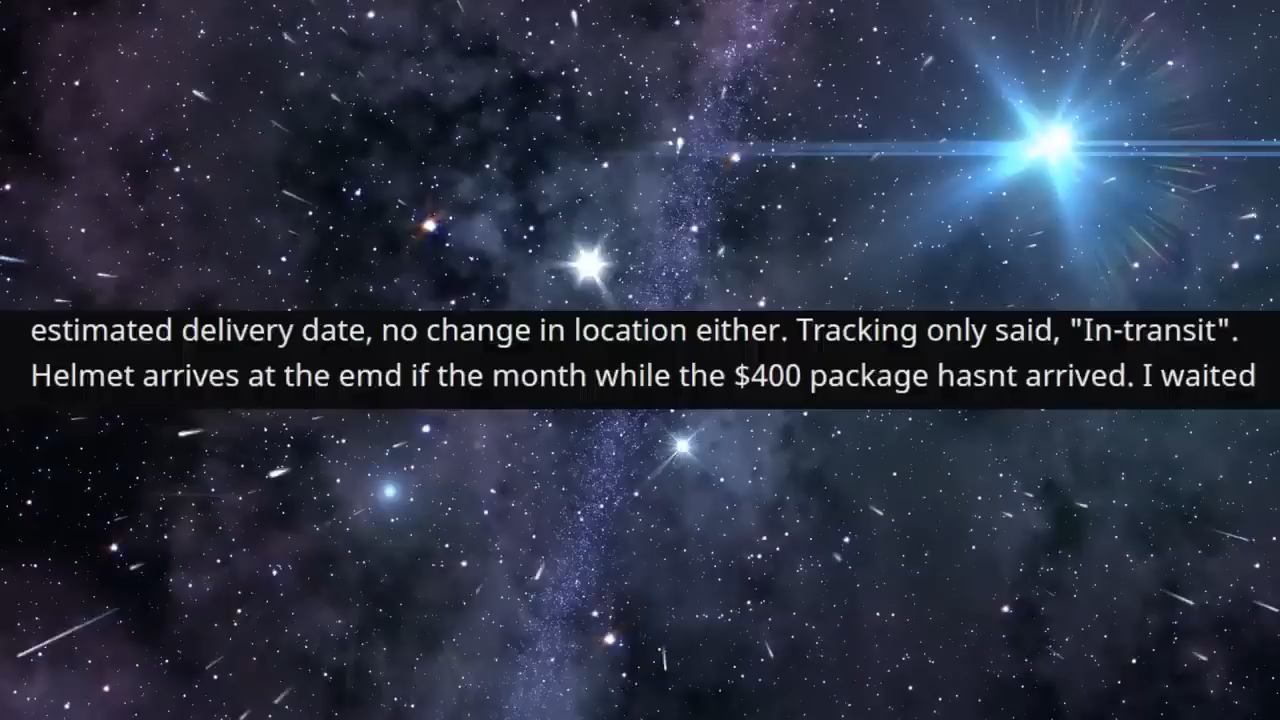 estimated delivery date, no change in location either. Tracking only said, "In-transit".
Helmet arrives at the emd if the month while the $400 package hasnt arrived. I waited